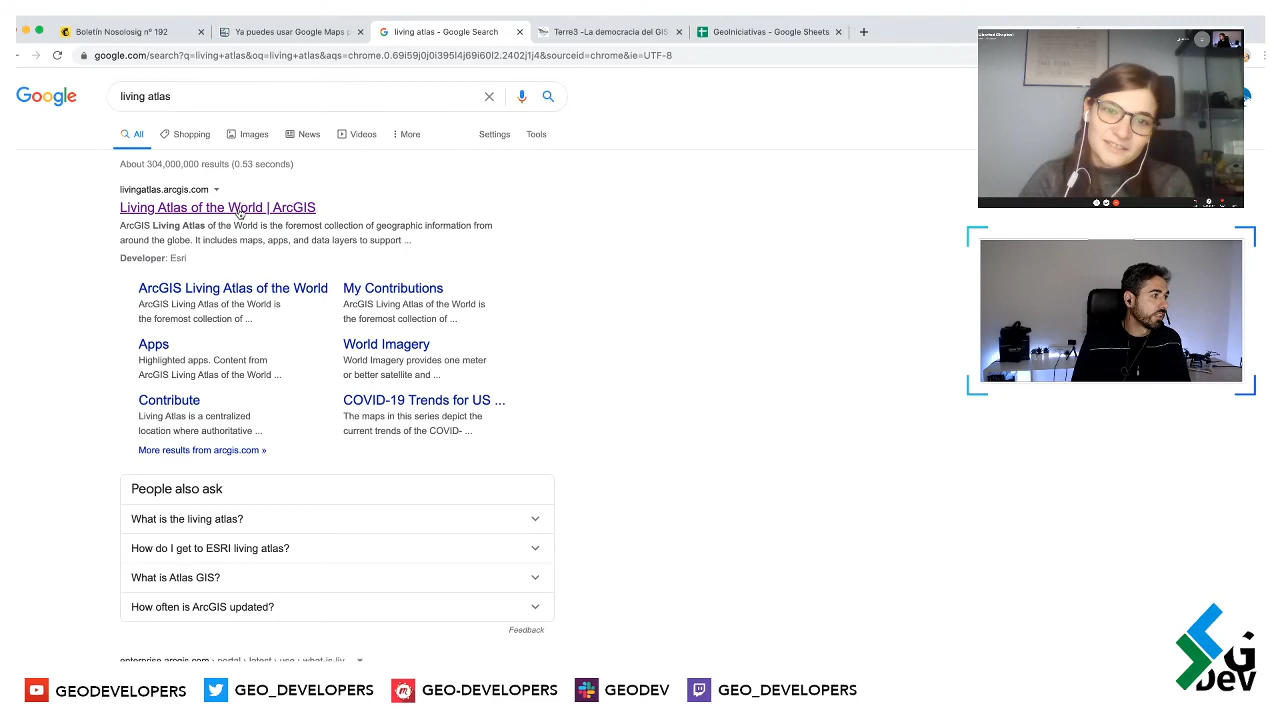 Boletín Nosolosig nº 192
Ya puedes usar Google Maps p
living atlas - Google Search
Terre3 -La democracia del GIS
GeoIniciativas - Google Sheets
google.com/search?q=living+atlas&oq=living+atlas&aqs=chrome.0.69i59j0j0i395l4j69i60l2.2402j1j4&sourceid=chrome&ie=UTF-8
Google
living atlas
All
Shopping
Images
News
Videos
More
Settings
Tools
About 304,000,000 results (0.53 seconds)
livingatlas.arcgis.com
Living Atlas of the World | ArcGIS
ArcGIS Living Atlas of the World is the foremost collection of geographic information from
around the globe. It includes maps, apps, and data layers to support ...
Developer: Esri
ArcGIS Living Atlas of the World
ArcGIS Living Atlas of the World is
the foremost collection of ...
My Contributions
ArcGIS Living Atlas of the World is
the foremost collection of ...
Apps
Highlighted apps. Content from
ArcGIS Living Atlas of the World ...
World Imagery
World Imagery provides one meter
or better satellite and ...
Contribute
Living Atlas is a centralized
location where authoritative ...
COVID-19 Trends for US ...
The maps in this series depict the
current trends of the COVID- ...
More results from arcgis.com »
People also ask
What is the living atlas?
How do I get to ESRI living atlas?
What is Atlas GIS?
How often is ArcGIS updated?
Feedback
enterprise.arcgis.com › portal › latest › use › what-is-liv...
GEODEVELOPERS
GEO_DEVELOPERS
GEO-DEVELOPERS
GEODEV
GEO_DEVELOPERS
G
DEV